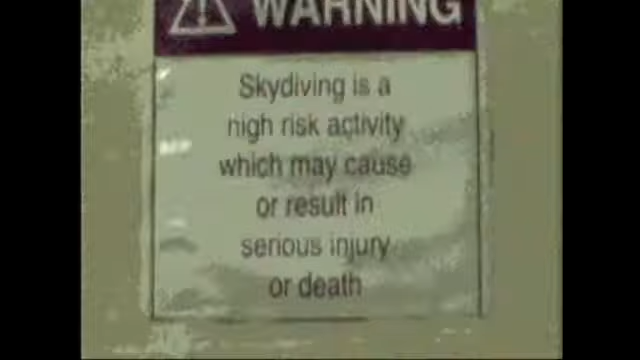 WARNING
Skydiving is a
high risk activity
which may cause
or result in
serious injury
or death